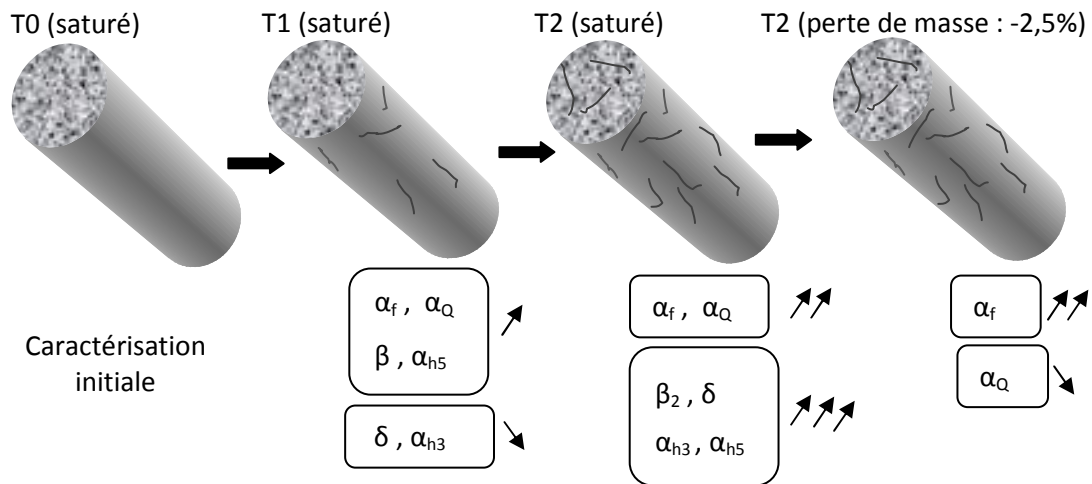 T0 (saturé)
T1 (saturé)
T2 (saturé)
T2 (perte de masse : -2,5%)
Caractérisation
initiale
αf , αQ
β , αh5
δ , αh3
αf , αQ
β2 , δ
αh3, αh5
αf
αQ